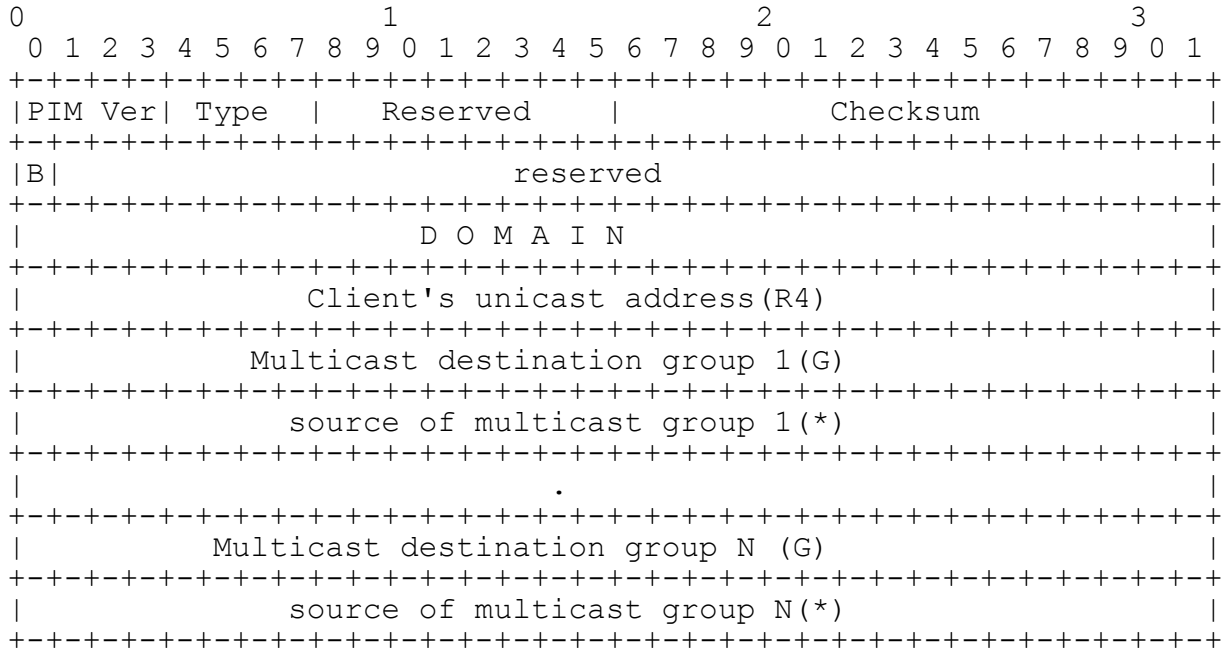 0                   1                   2                   3
 0 1 2 3 4 5 6 7 8 9 0 1 2 3 4 5 6 7 8 9 0 1 2 3 4 5 6 7 8 9 0 1
+-+-+-+-+-+-+-+-+-+-+-+-+-+-+-+-+-+-+-+-+-+-+-+-+-+-+-+-+-+-+-+-+
|PIM Ver| Type  |   Reserved    |           Checksum            |
+-+-+-+-+-+-+-+-+-+-+-+-+-+-+-+-+-+-+-+-+-+-+-+-+-+-+-+-+-+-+-+-+
|B|                        reserved                             |
+-+-+-+-+-+-+-+-+-+-+-+-+-+-+-+-+-+-+-+-+-+-+-+-+-+-+-+-+-+-+-+-+
|                     D O M A I N                               |
+-+-+-+-+-+-+-+-+-+-+-+-+-+-+-+-+-+-+-+-+-+-+-+-+-+-+-+-+-+-+-+-+
|               Client's unicast address(R4)                    |
+-+-+-+-+-+-+-+-+-+-+-+-+-+-+-+-+-+-+-+-+-+-+-+-+-+-+-+-+-+-+-+-+
|            Multicast destination group 1(G)                   |
+-+-+-+-+-+-+-+-+-+-+-+-+-+-+-+-+-+-+-+-+-+-+-+-+-+-+-+-+-+-+-+-+
|              source of multicast group 1(*)                   |
+-+-+-+-+-+-+-+-+-+-+-+-+-+-+-+-+-+-+-+-+-+-+-+-+-+-+-+-+-+-+-+-+
|                            .                                  |
+-+-+-+-+-+-+-+-+-+-+-+-+-+-+-+-+-+-+-+-+-+-+-+-+-+-+-+-+-+-+-+-+
|          Multicast destination group N (G)                    |
+-+-+-+-+-+-+-+-+-+-+-+-+-+-+-+-+-+-+-+-+-+-+-+-+-+-+-+-+-+-+-+-+
|              source of multicast group N(*)                   |
+-+-+-+-+-+-+-+-+-+-+-+-+-+-+-+-+-+-+-+-+-+-+-+-+-+-+-+-+-+-+-+-+